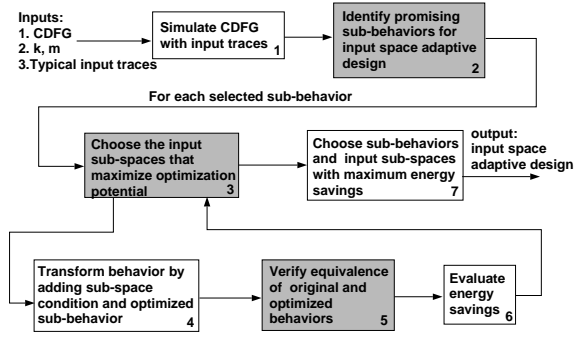 Inputs:
1. CDFG
2. k, m
3.Typical input traces
Simulate CDFG
with input traces
1
Identify promising
sub-behaviors for
input space adaptive
design
2
For each selected sub-behavior
Choose the input
sub-spaces that
maximize optimization
potential
3
Choose sub-behaviors
and input sub-spaces
with maximum energy
savings
7
output:
input space
adaptive design
Transform behavior by
adding sub-space
condition and optimized
sub-behavior
4
Verify equivalence
of original and
optimized
behaviors
5
Evaluate
energy
savings
6